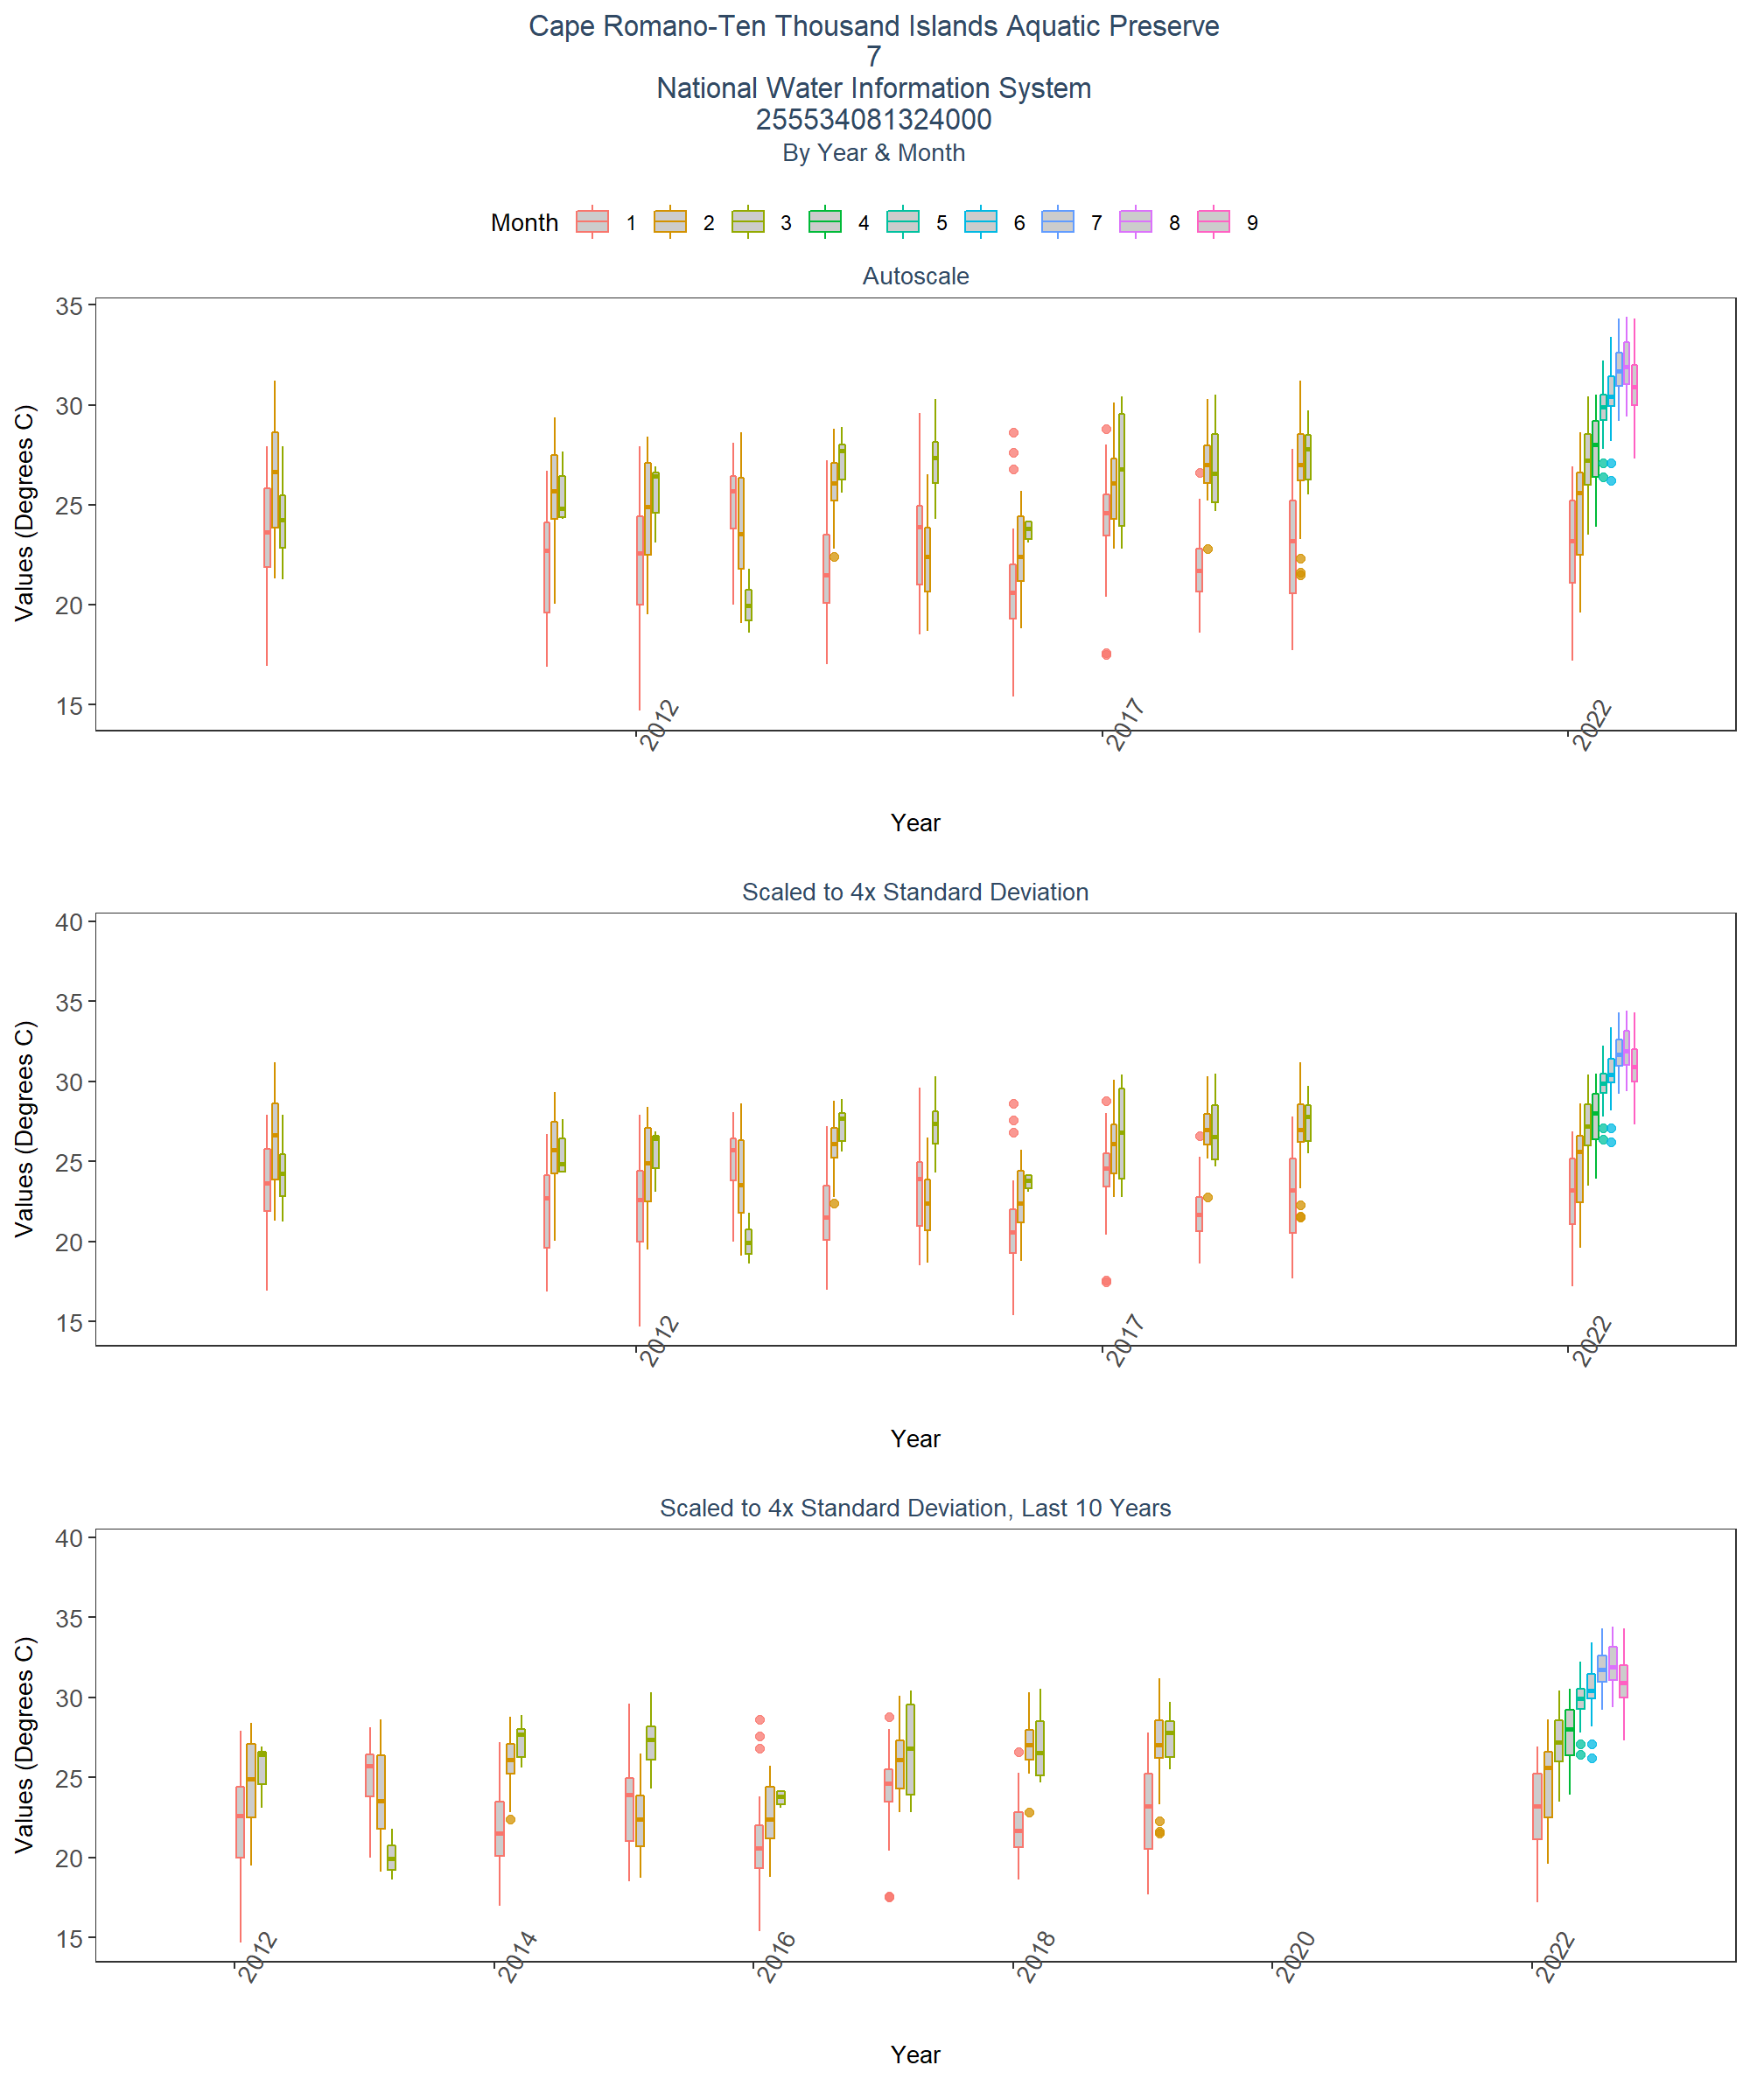 Cape Romano-Ten Thousand Islands Aquatic Preserve
7
National Water Information System
255534081324000
By Year & Month
Month 1 2 3 4 5 6 7 8 9
Autoscale
Values (Degrees C)
35
30
25
20
15
2012 2017 2022
Year
Scaled to 4x Standard Deviation
Values (Degrees C)
40
35
30
25
20
15
2012 2017 2022
Year
Scaled to 4x Standard Deviation, Last 10 Years
Values (Degrees C)
40
35
30
25
20
15
2012 2014 2016 2018 2020 2022
Year